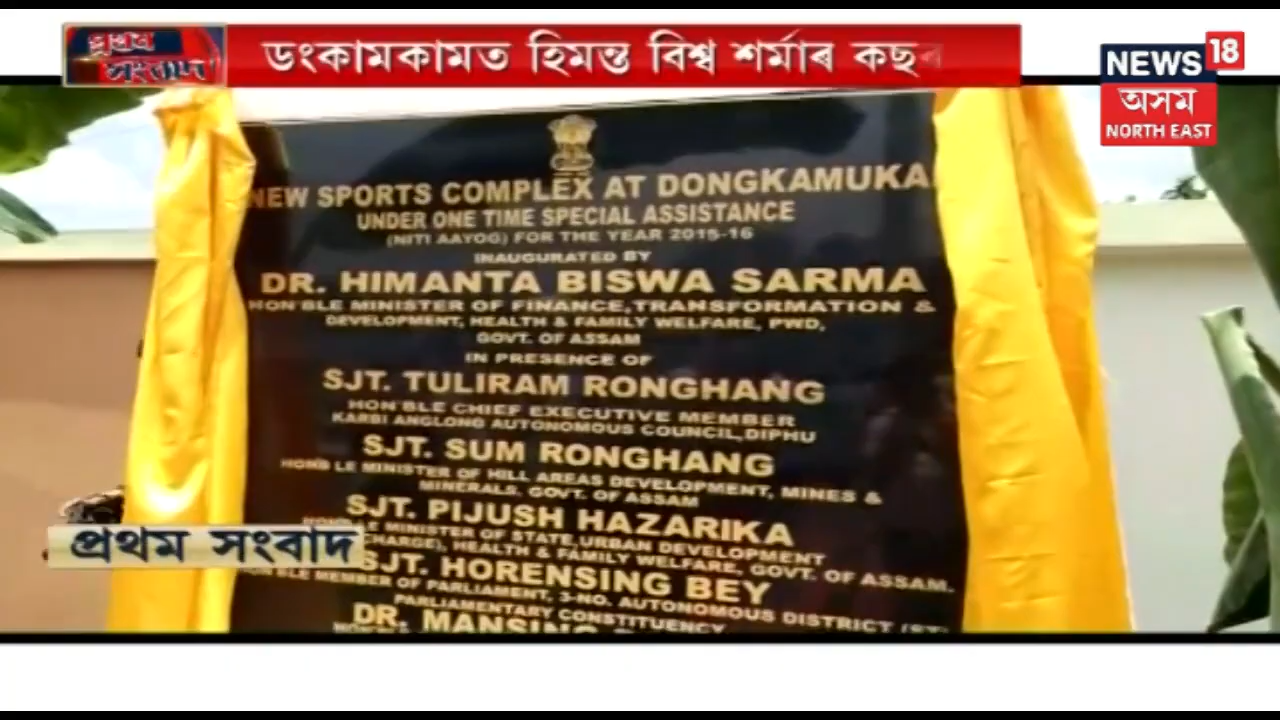 প্ৰথম
সংবাদ
ডংকামকামত হিমন্ত বিশ্ব শৰ্মাৰ
NEWS 18
অসম
NORTH EAST
NEW SPORTS COMPLEX AT DONGKAMUKA
UNDER ONE TIME SPECIAL ASSISTANCE
(NITI AAYOG) FOR THE YEAR 2015-16
INAUGURATED BY
DR. HIMANTA BISWA SARMA
HON'BLE MINISTER OF FINANCE,TRANSFORMATION &
DEVELOPMENT, HEALTH & FAMILY WELFARE, PWD,
GOVT. OF ASSAM
IN PRESENCE OF
SJT. TULIRAM RONGHANG
HON'BLE CHIEF EXECUTIVE MEMBER
KARBI ANGLONG AUTONOMOUS COUNCIL,DIPHU
SJT. SUM RONGHANG
HONB LE MINISTER OF HILL AREAS DEVELOPMENT, MINES &
MINERALS, GOVT. OF ASSAM
SJT. PIJUSH HAZARIKA
MINISTER OF STATE,URBAN DEVELOPMENT
CHARGE), HEALTH & FAMILY WELFARE, GOVT. OF ASSAM.
SJT. HORENSING BEY
MEMBER OF PARLIAMENT, 3-NO. AUTONOMOUS DISTRICT
PARLIAMENTARY CONSTITUENCY
DR. MANSING
প্ৰথম সংবাদ